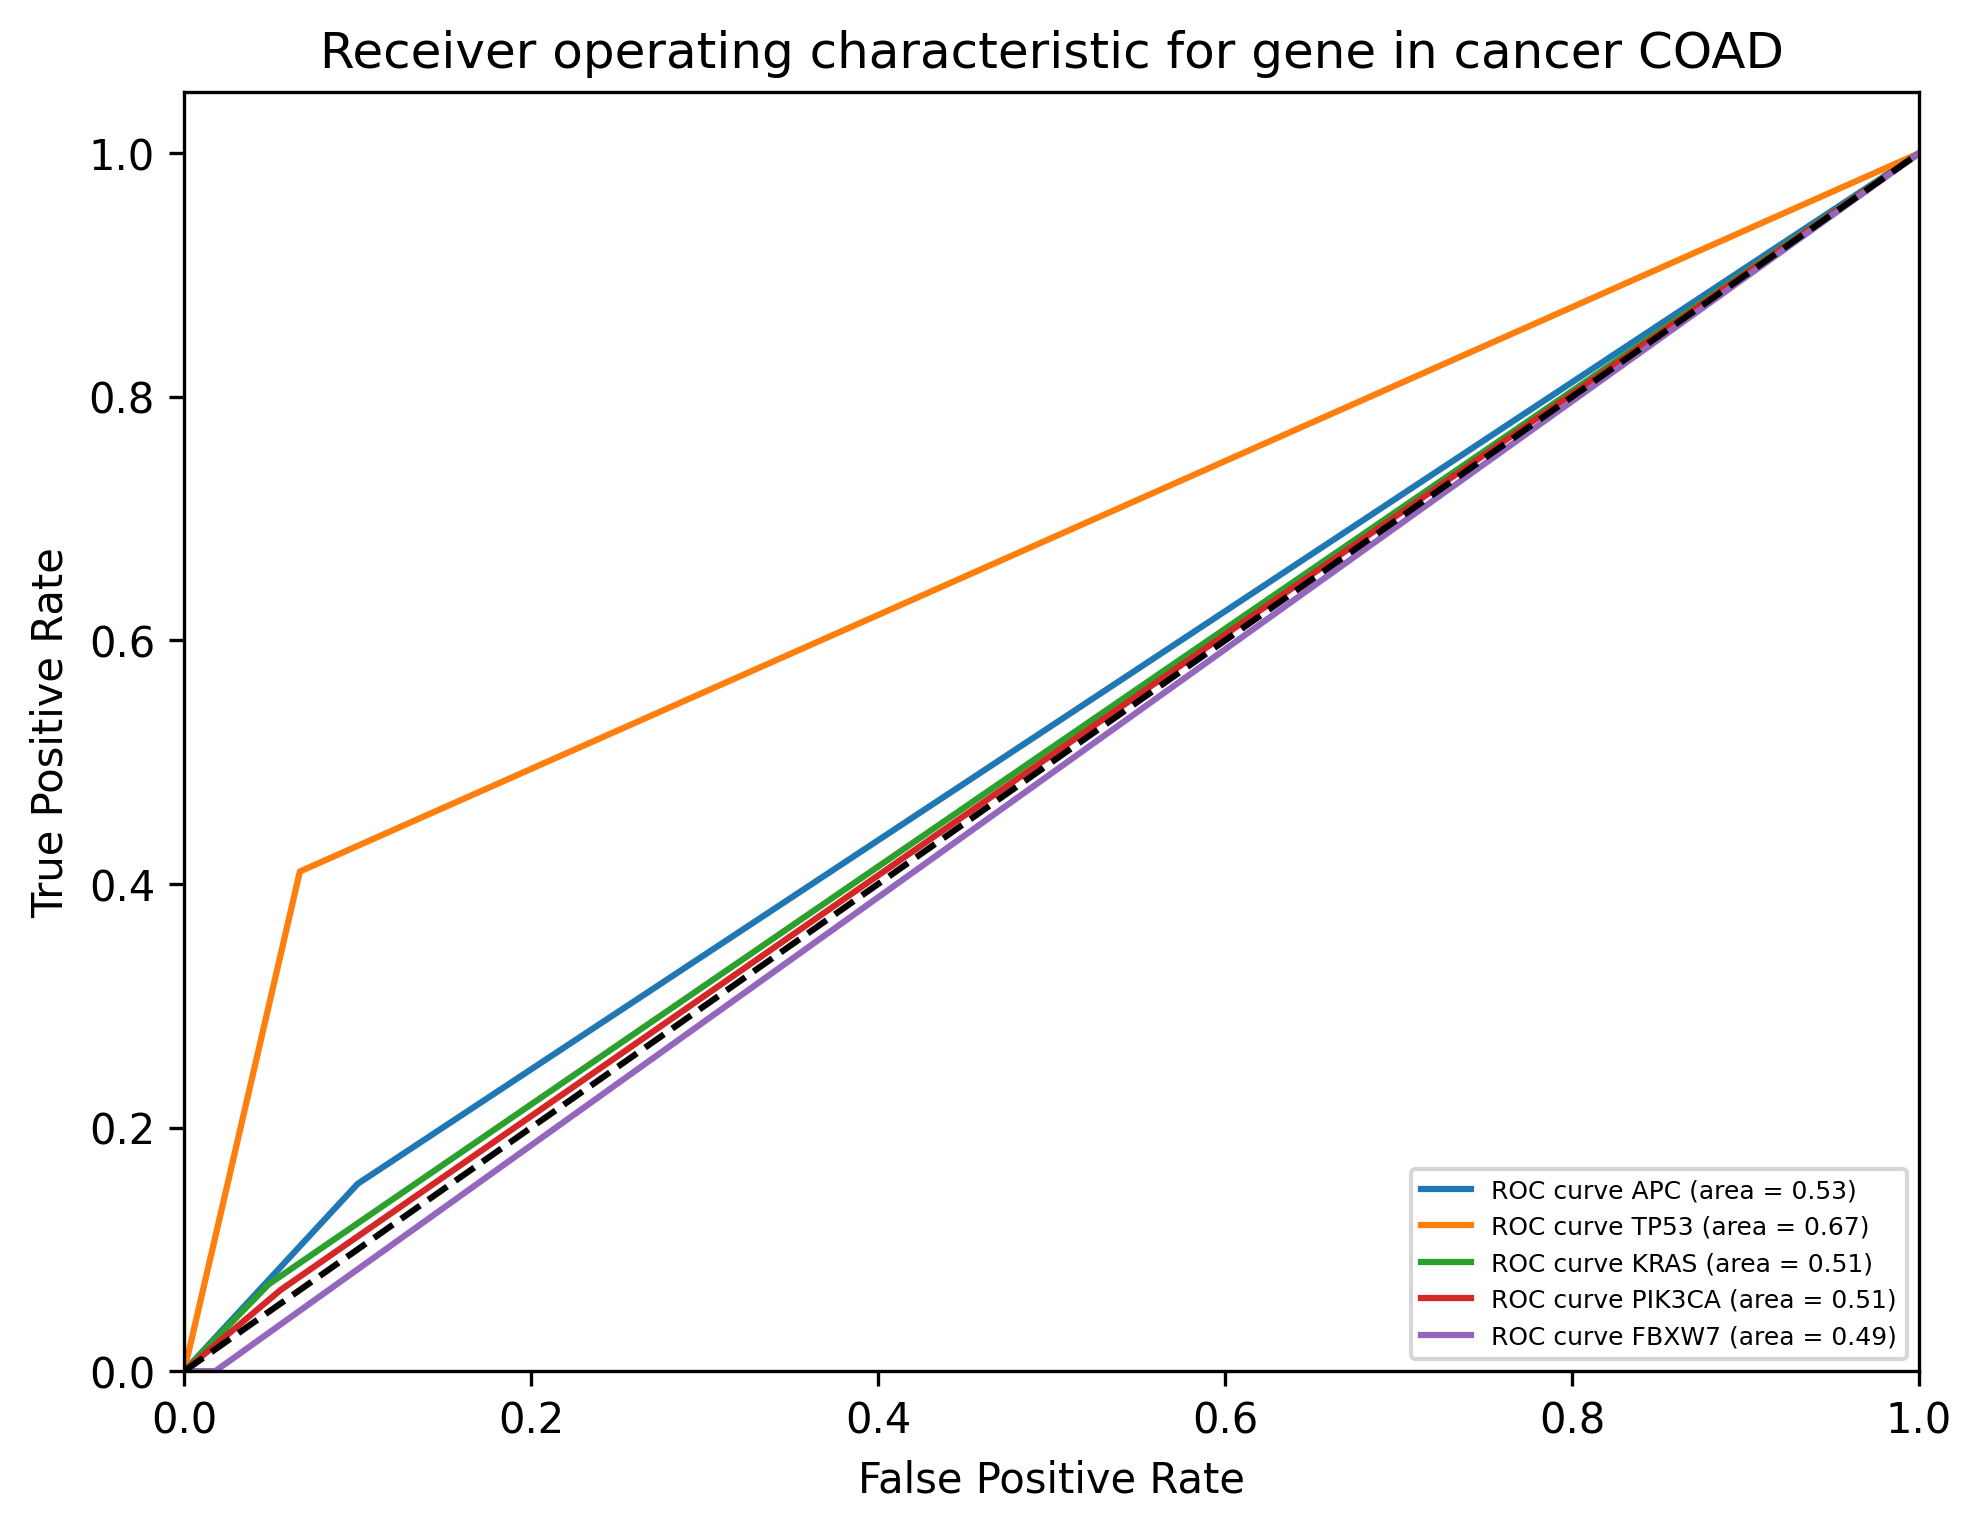 Receiver operating characteristic for gene in cancer COAD
1.0
0.8
0.6
0.4
0.2
0.0
True Positive Rate
ROC curve APC (area = 0.53)
ROC curve TP53 (area = 0.67)
ROC curve KRAS (area = 0.51)
ROC curve PIK3CA (area = 0.51)
ROC curve FBXW7 (area = 0.49)
0.0 0.2 0.4 0.6 0.8 1.0
False Positive Rate